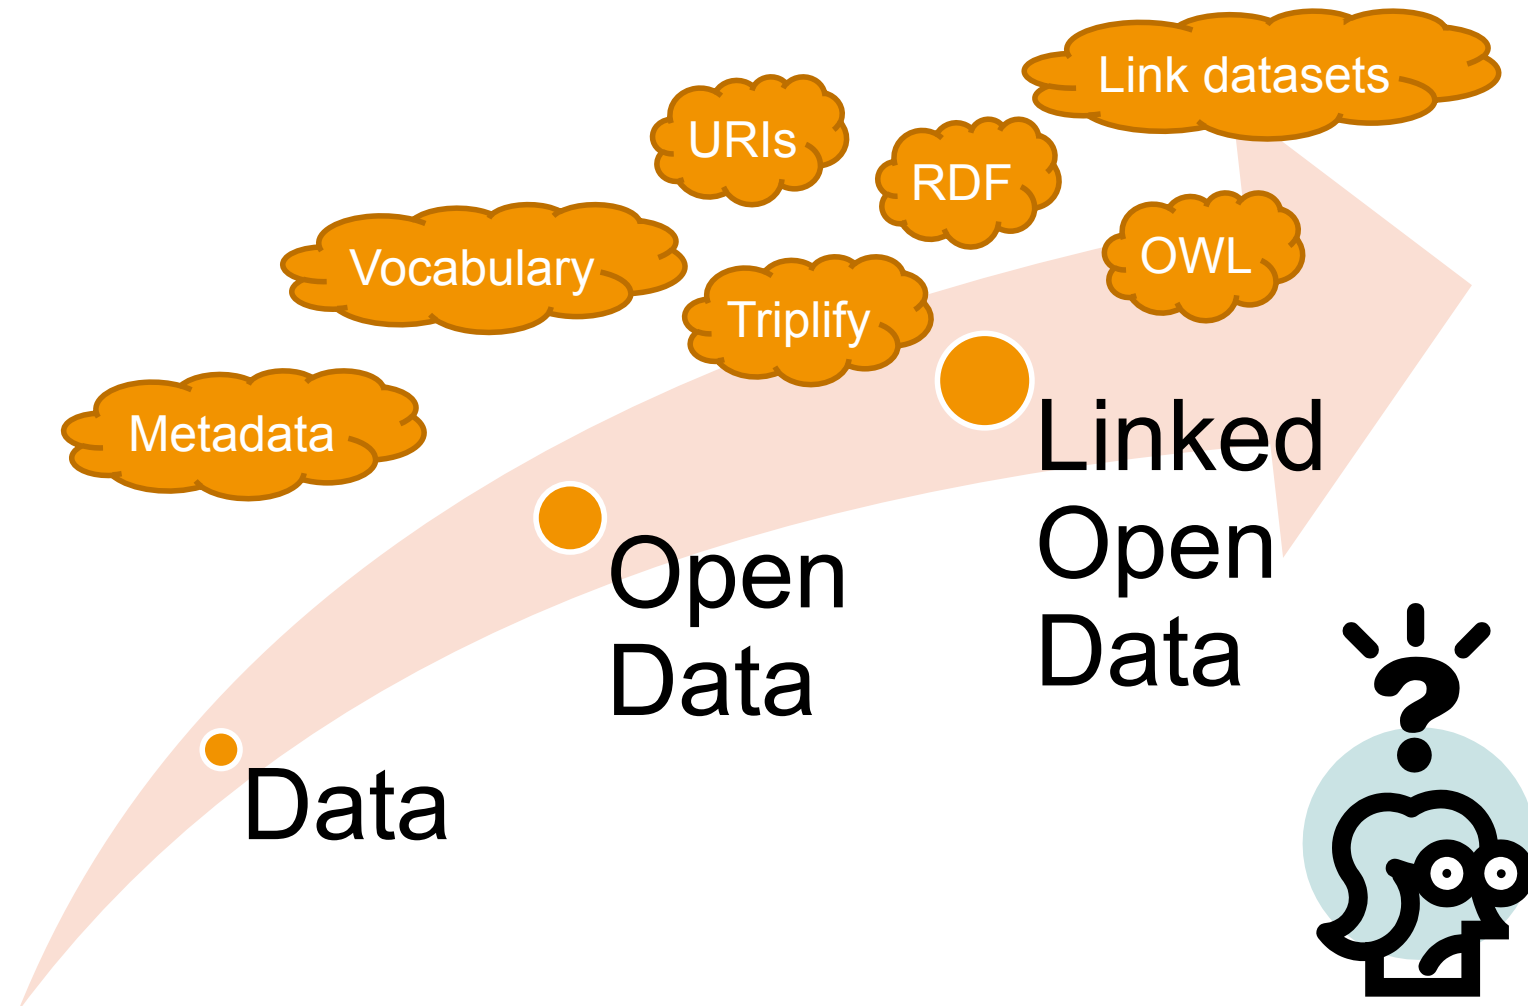 Link datasets
URIs
RDF
Vocabulary
OWL
Triplify
Metadata
Linked
Open
Data
Open
Data
Data
?